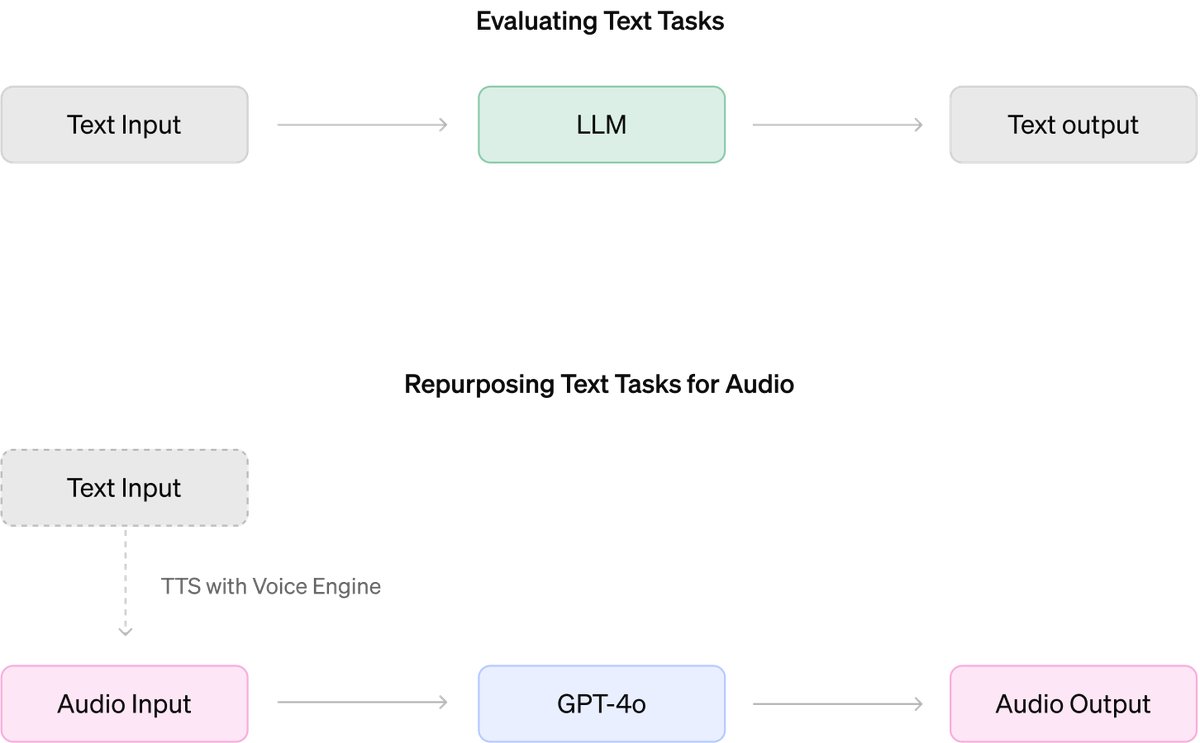 Evaluating Text Tasks
Text Input
LLM
Text output
Repurposing Text Tasks for Audio
Text Input
TTS with Voice Engine
Audio Input
GPT-4o
Audio Output